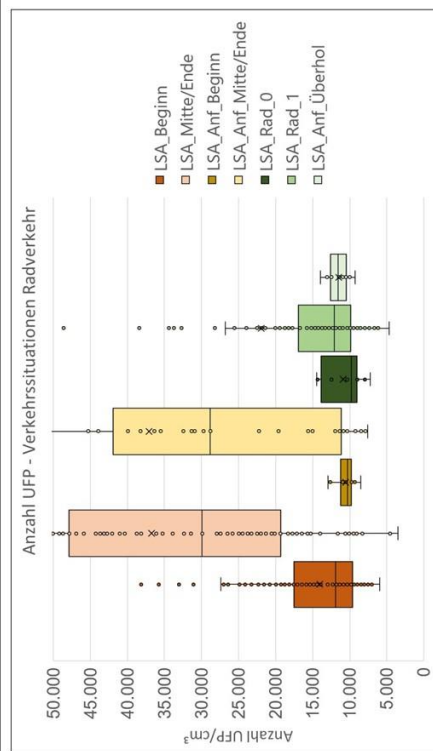 Anzahl UFP - Verkehrssituationen Radverkehr
50.000
45.000
40.000
35.000
30.000
25.000
20.000
15.000
10.000
5.000
0
Anzahl UFP/cm³
LSA_Beginn
LSA_Mitte/Ende
LSA_Anf_Beginn
LSA_Anf_Mitte/Ende
LSA_Rad_0
LSA_Rad_1
LSA_Anf_Überhol